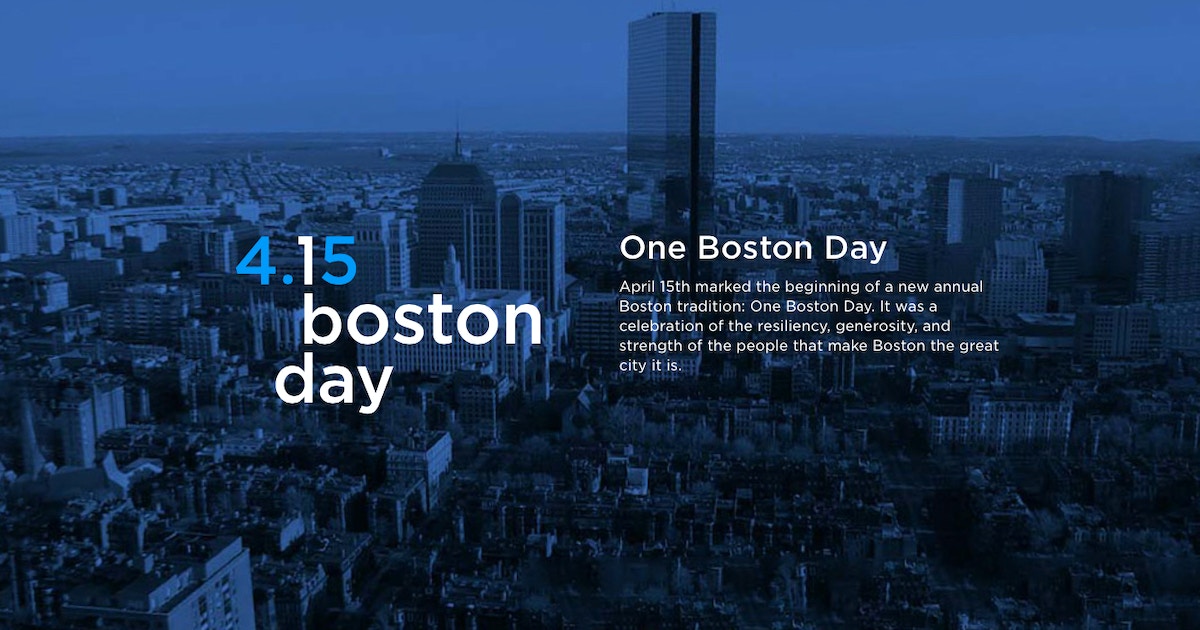 4.15
boston
day
One Boston Day
April 15th marked the beginning of a new annual
Boston tradition: One Boston Day. It was a
celebration of the resiliency, generosity, and
strength of the people that make Boston the great
city it is.